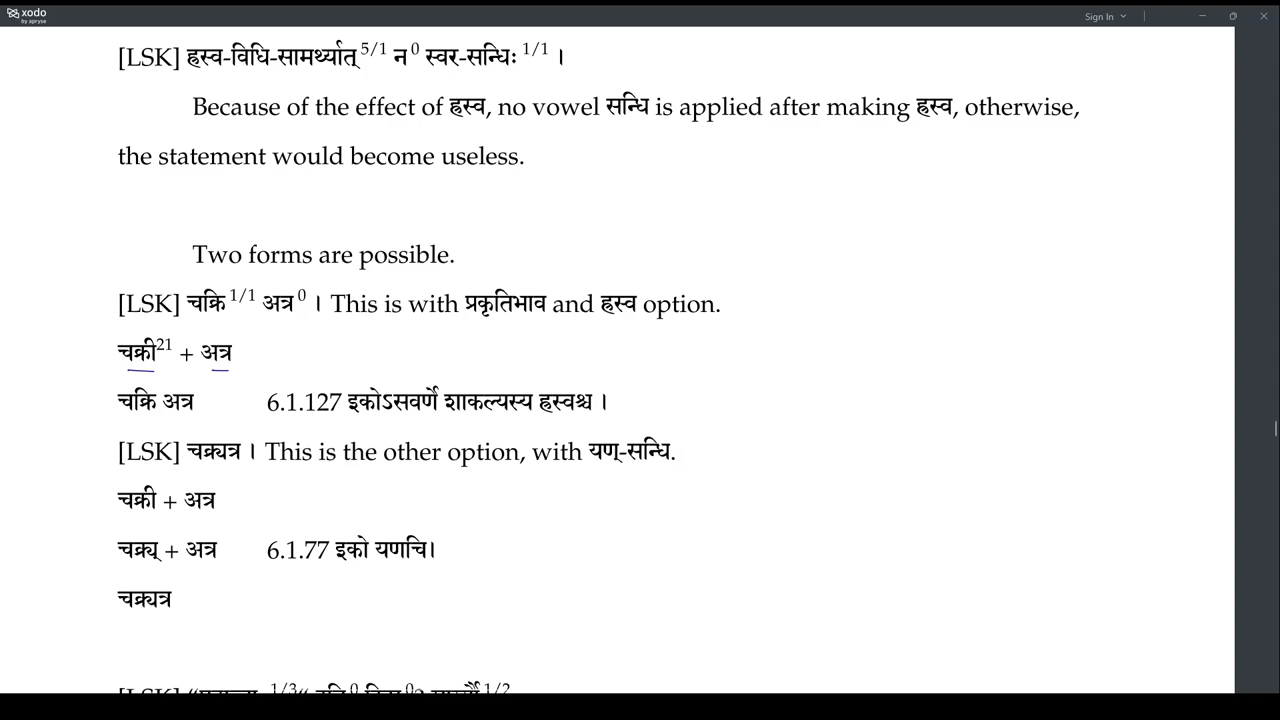 xodo
by apryse
Sign In
[LSK] ह्रस्व-विधि-सामर्थ्यात् 5/1 न 0 स्वर-सन्धिः 1/1 ।
Because of the effect of ह्रस्व, no vowel सन्धि is applied after making ह्रस्व, otherwise,
the statement would become useless.
Two forms are possible.
[LSK] चक्रि 1/1 अत्र 0 । This is with प्रकृतिभाव and ह्रस्व option.
चक्री21 + अत्र
चक्रि अत्र 6.1.127 इकोऽसवर्णे शाकल्यस्य ह्रस्वश्च ।
[LSK] चक्र्यत्र । This is the other option, with यण्-सन्धि.
चक्री + अत्र
चक्र्य् + अत्र 6.1.77 इको यणचि।
चक्र्यत्र
[LSK]